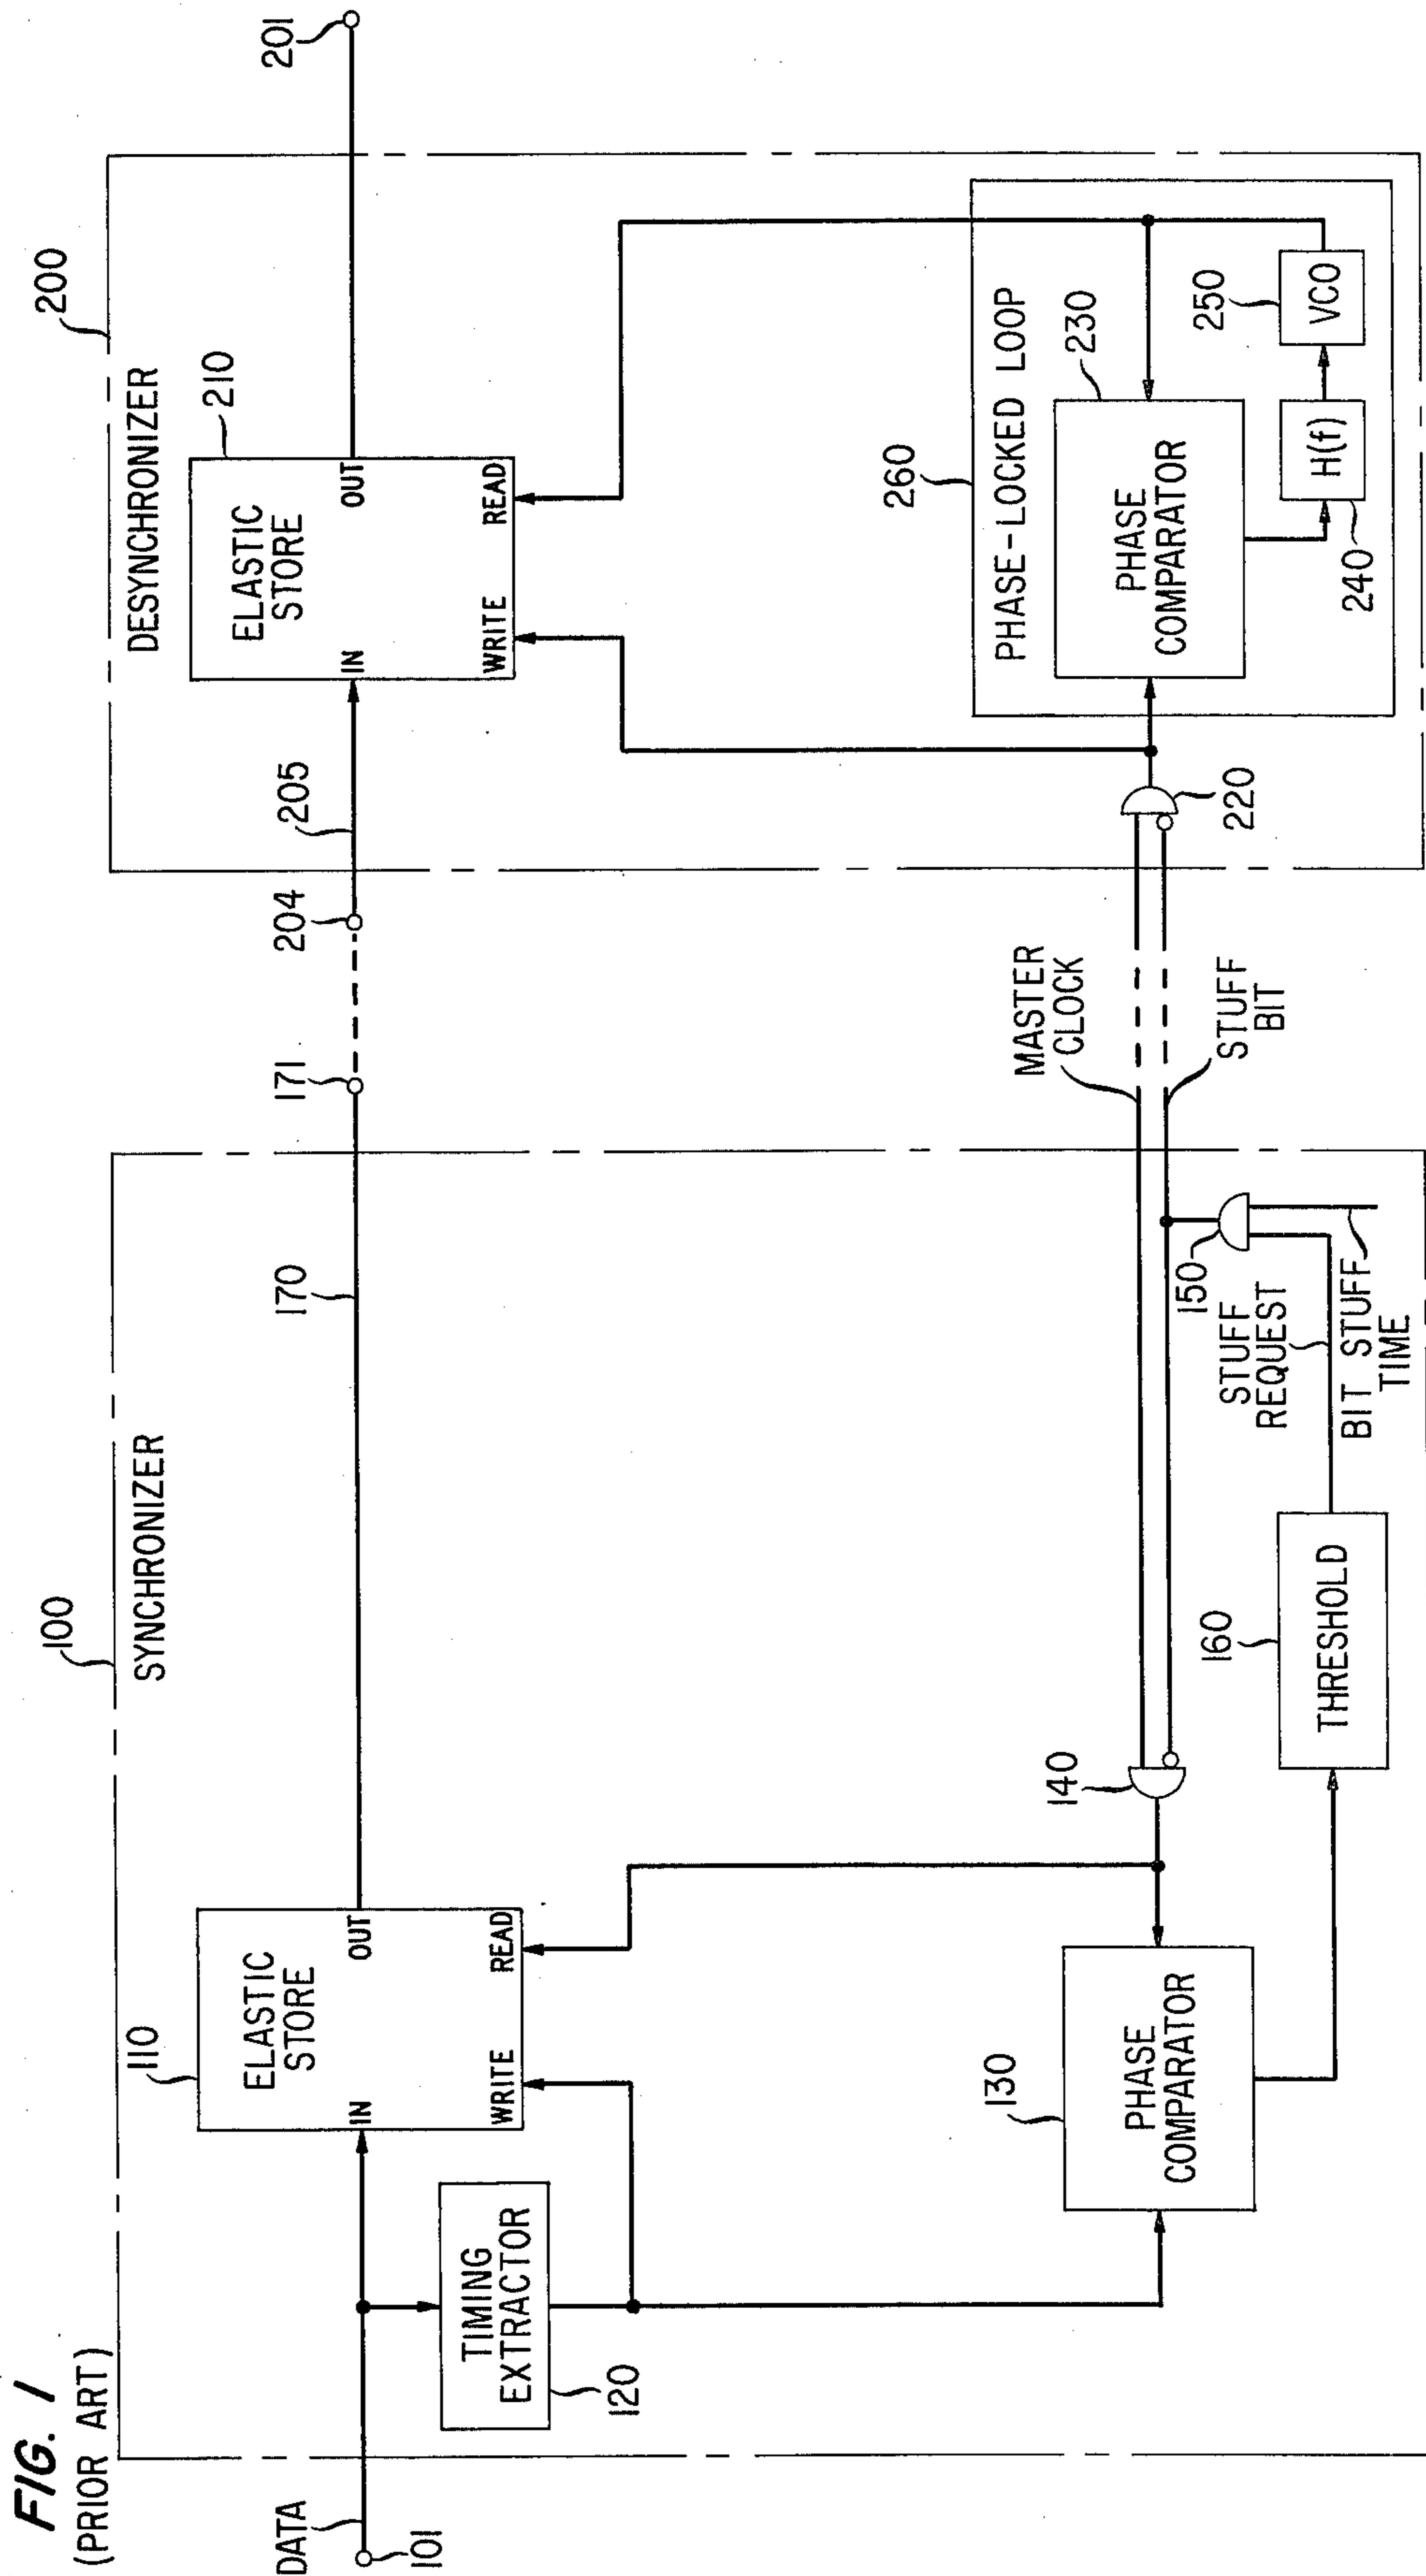 FIG. 1
(PRIOR ART)
100
SYNCHRONIZER
DATA
101
110
ELASTIC
STORE
IN
OUT
WRITE
READ
TIMING
EXTRACTOR
120
130
PHASE
COMPARATOR
140
160
THRESHOLD
STUFF
REQUEST
BIT STUFF
TIME
150
170
171
MASTER
CLOCK
STUFF
BIT
200
DESYNCHRONIZER
204
205
210
ELASTIC
STORE
IN
OUT
WRITE
READ
201
220
260
PHASE-LOCKED LOOP
230
PHASE
COMPARATOR
240
H(f)
250
VCO